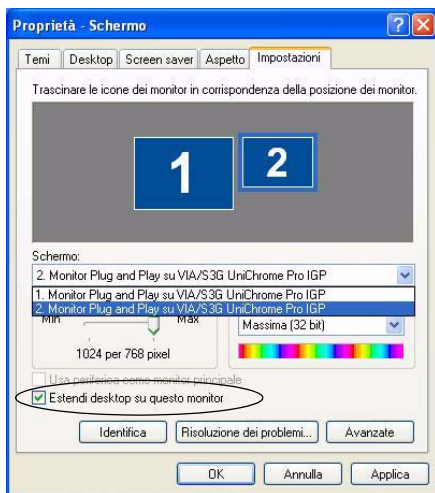 Proprietà - Schermo
Temi Desktop Screen saver Aspetto Impostazioni
Trascinare le icone dei monitor in corrispondenza della posizione dei monitor.
1 2
Schermo:
2. Monitor Plug and Play su VIA/S3G UniChrome Pro IGP
1. Monitor Plug and Play su VIA/S3G UniChrome Pro IGP
2. Monitor Plug and Play su VIA/S3G UniChrome Pro IGP
Min Max Massima (32 bit)
1024 per 768 pixel
Usa periferica come monitor principale
Estendi desktop su questo monitor
Identifica Risoluzione dei problemi... Avanzate
OK Annulla Applica